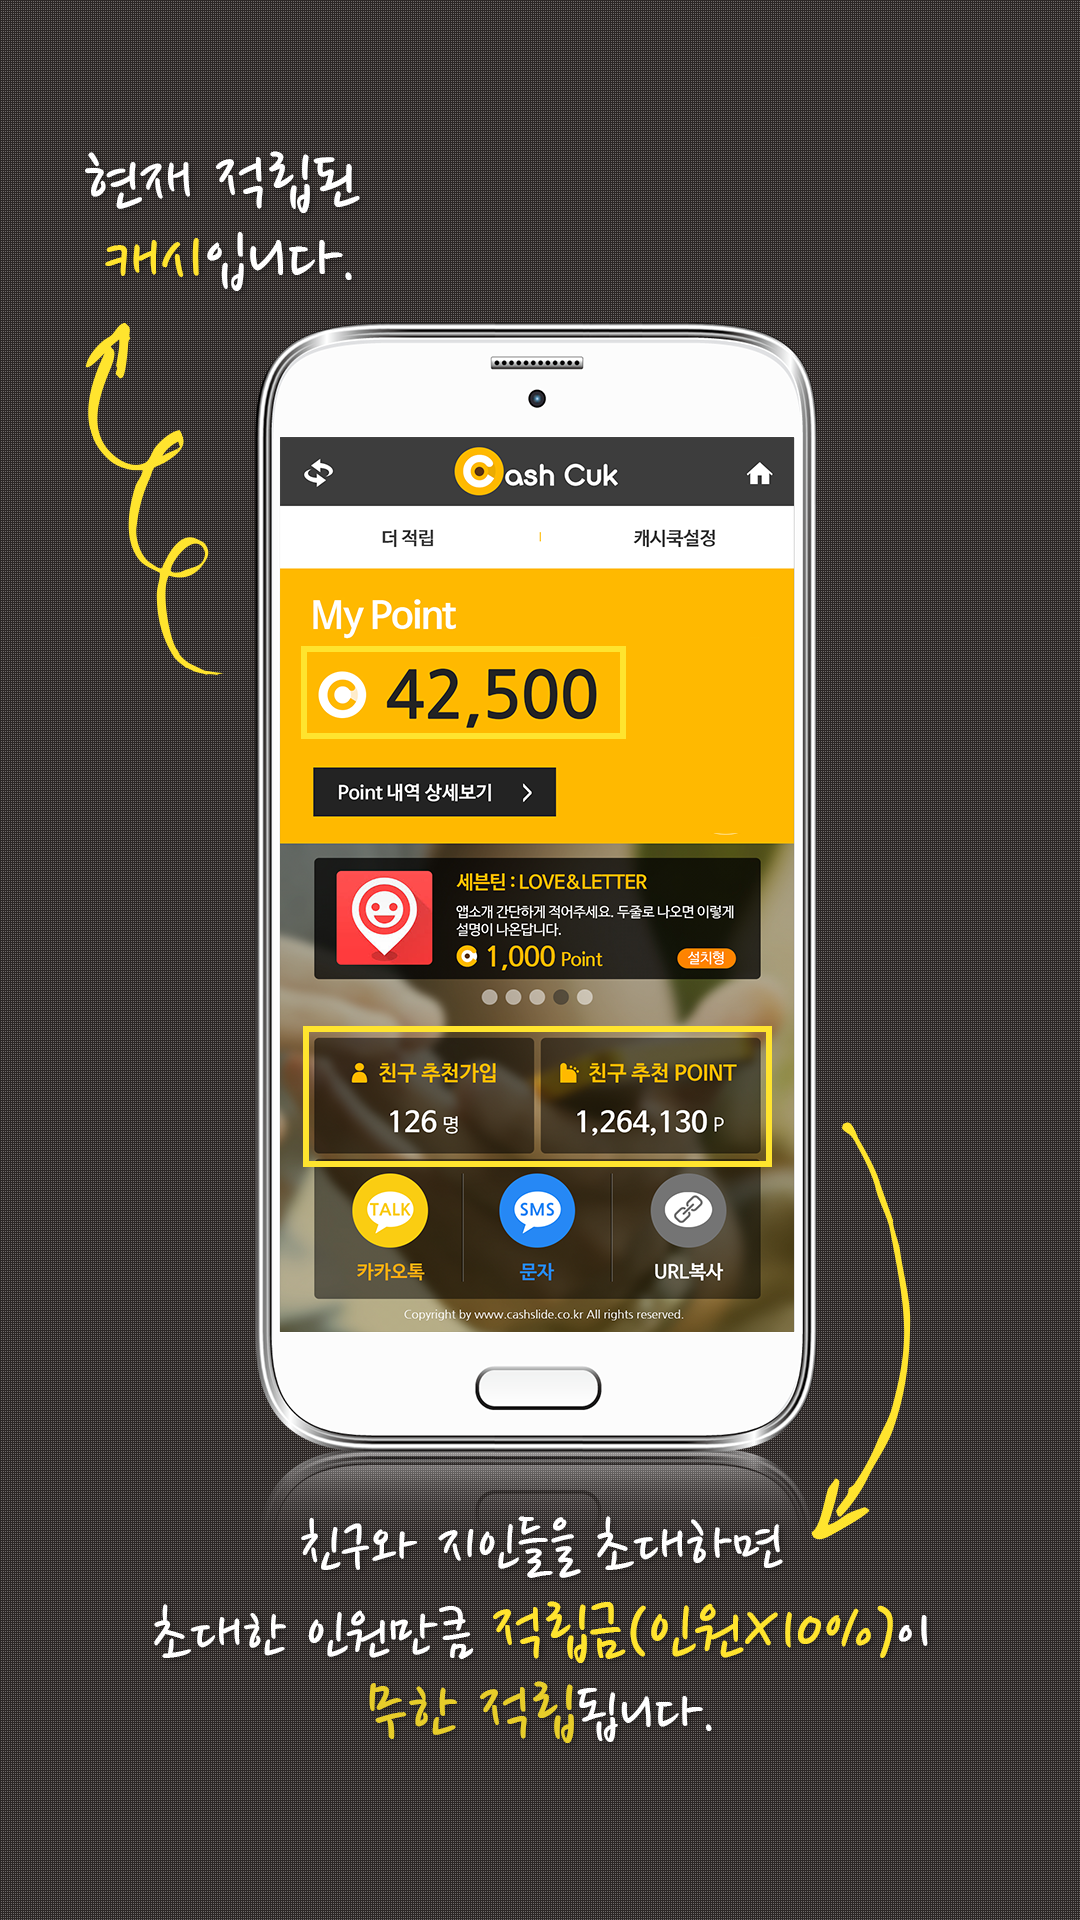 현재 적립된
캐시입니다.
Cash Cuk
더 적립
캐시쿡설정
My Point
42,500
Point 내역 상세보기
세븐틴 : LOVE&LETTER
앱소개 간단하게 적어주세요. 두줄로 나오면 이렇게
설명이 나온답니다.
1,000 Point
설치형
친구 추천가입
126 명
친구 추천 POINT
1,264,130 P
TALK
카카오톡
SMS
문자
URL복사
Copyright by www.cashslide.co.kr All rights reserved.
친구와 지인들을 초대하면
초대한 인원만큼 적립금(인원X10%)이
무한 적립됩니다.